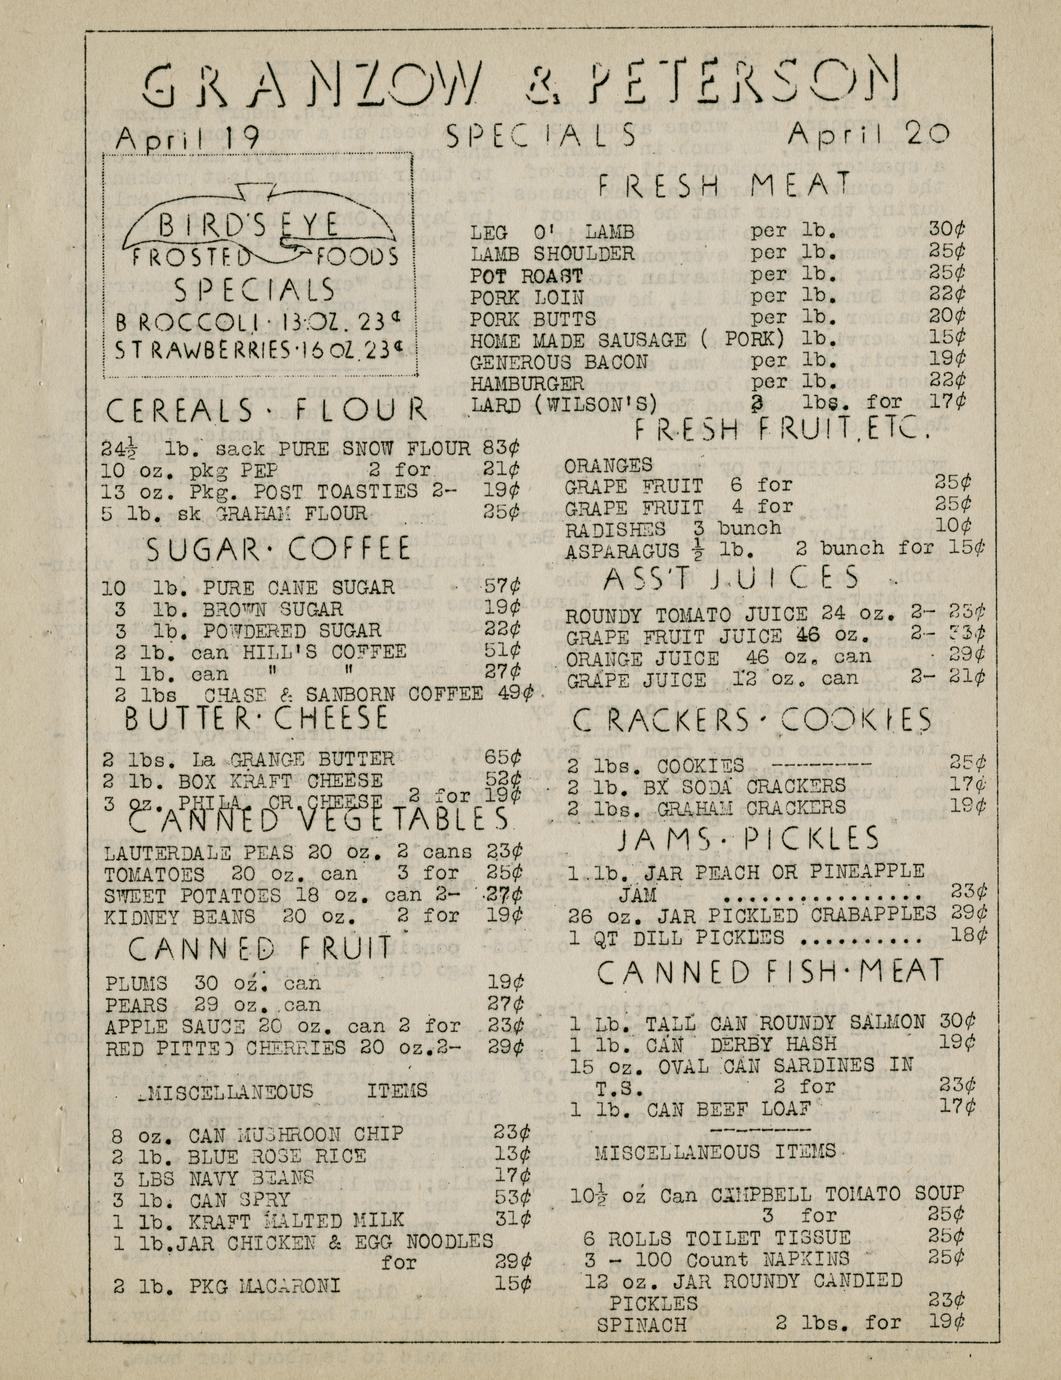 GRANZOW & PETERSON
April 19 SPECIALS April 20
BIRD'S EYE
FROSTED FOODS
SPECIALS
BROCCOLI · 13·OZ. 23¢
STRAWBERRIES·16 OZ. 23¢
CEREALS · FLOUR
24½ lb. sack PURE SNOW FLOUR 83¢
10 oz. pkg PEP 2 for 21¢
13 oz. Pkg. POST TOASTIES 2- 19¢
5 lb. sk GRAHAM FLOUR 25¢
SUGAR · COFFEE
10 lb. PURE CANE SUGAR 57¢
3 lb. BROWN SUGAR 19¢
3 lb. POWDERED SUGAR 22¢
2 lb. can HILL'S COFFEE 51¢
1 lb. can " " 27¢
2 lbs CHASE & SANBORN COFFEE 49¢
BUTTER · CHEESE
2 lbs. La GRANGE BUTTER 65¢
2 lb. BOX KRAFT CHEESE 52¢
3 oz. PHILA. CR.CHEESE 2 for 19¢
CANNED VEGETABLES
LAUTERDALE PEAS 20 oz. 2 cans 23¢
TOMATOES 20 oz. can 3 for 25¢
SWEET POTATOES 18 oz. can 2- 27¢
KIDNEY BEANS 20 oz. 2 for 19¢
CANNED FRUIT
PLUMS 30 oz. can 19¢
PEARS 29 oz. can 27¢
APPLE SAUCE 20 oz. can 2 for 23¢
RED PITTED CHERRIES 20 oz.2- 29¢
MISCELLANEOUS ITEMS
8 oz. CAN MUSHROON CHIP 23¢
2 lb. BLUE ROSE RICE 13¢
3 LBS NAVY BEANS 17¢
3 lb. CAN SPRY 53¢
1 lb. KRAFT MALTED MILK 31¢
1 lb.JAR CHICKEN & EGG NOODLES
for 29¢
2 lb. PKG MACARONI 15¢
FRESH MEAT
LEG O' LAMB per lb. 30¢
LAMB SHOULDER per lb. 25¢
POT ROAST per lb. 25¢
PORK LOIN per lb. 22¢
PORK BUTTS per lb. 20¢
HOME MADE SAUSAGE ( PORK) lb. 15¢
GENEROUS BACON per lb. 19¢
HAMBURGER per lb. 22¢
LARD (WILSON'S) lbs. for 17¢
FRESH FRUIT, ETC.
ORANGES
GRAPE FRUIT 6 for 25¢
GRAPE FRUIT 4 for 25¢
RADISHES 3 bunch 10¢
ASPARAGUS ½ lb. 2 bunch for 15¢
ASS'T JUICES
ROUNDY TOMATO JUICE 24 oz. 2- 23¢
GRAPE FRUIT JUICE 46 oz. 2- 33¢
ORANGE JUICE 46 oz. can 29¢
GRAPE JUICE 12 oz. can 2- 21¢
CRACKERS · COOKIES
2 lbs. COOKIES --------- 25¢
2 lb. BX SODA CRACKERS 17¢
2 lbs. GRAHAM CRACKERS 19¢
JAMS · PICKLES
1 lb. JAR PEACH OR PINEAPPLE
JAM ................ 23¢
26 oz. JAR PICKLED CRABAPPLES 29¢
1 QT DILL PICKLES .......... 18¢
CANNED FISH · MEAT
1 Lb. TALL CAN ROUNDY SALMON 30¢
1 lb. CAN DERBY HASH 19¢
15 oz. OVAL CAN SARDINES IN
T.S. 2 for 23¢
1 lb. CAN BEEF LOAF 17¢
MISCELLANEOUS ITEMS
10½ oz Can CAMPBELL TOMATO SOUP
3 for 25¢
6 ROLLS TOILET TISSUE 25¢
3 - 100 Count NAPKINS 25¢
12 oz. JAR ROUNDY CANDIED
PICKLES 23¢
SPINACH 2 lbs. for 19¢